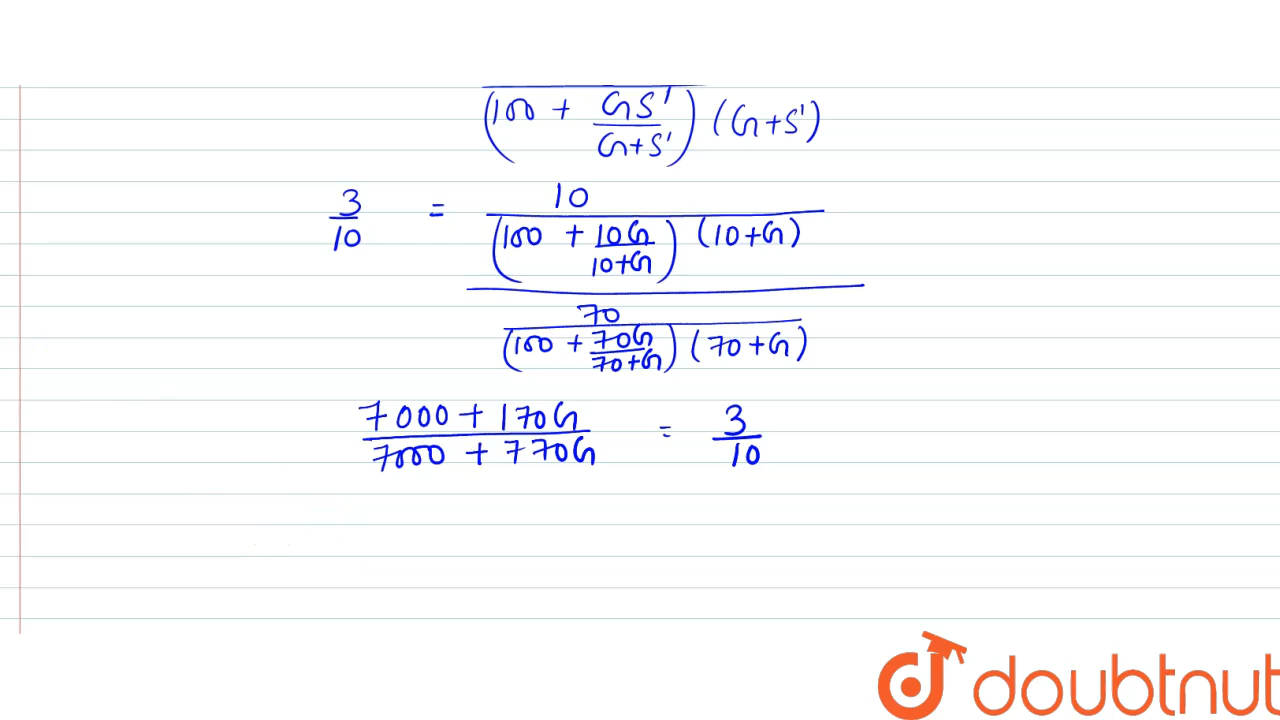 (100 + GS'/(G+S')) (G+S')
3/10 = 10
(100 + 10G/(10+G)) (10+G)
70
(100 + 70G/(70+G)) (70+G)
(7000 + 170G)/(7000 + 770G) = 3/10
doubtnut